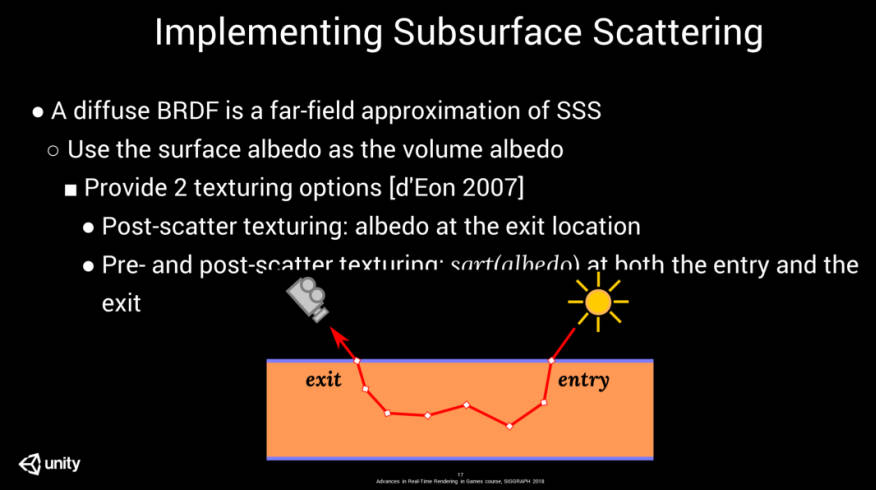 Implementing Subsurface Scattering
● A diffuse BRDF is a far-field approximation of SSS
○ Use the surface albedo as the volume albedo
■ Provide 2 texturing options [d'Eon 2007]
● Post-scatter texturing: albedo at the exit location
● Pre- and post-scatter texturing: sqrt(albedo) at both the entry and the
exit
exit
entry
unity
17
Advances in Real-Time Rendering in Games course, SIGGRAPH 2018